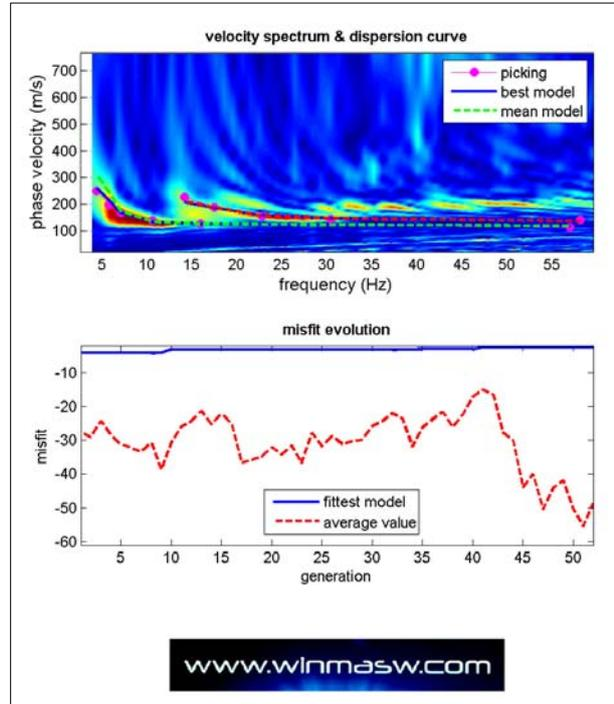 velocity spectrum & dispersion curve
phase velocity (m/s)
700
600
500
400
300
200
100
picking
best model
mean model
5 10 15 20 25 30 35 40 45 50 55
frequency (Hz)
misfit evolution
misfit
-10
-20
-30
-40
-50
-60
fittest model
average value
5 10 15 20 25 30 35 40 45 50
generation
www.winmasw.com